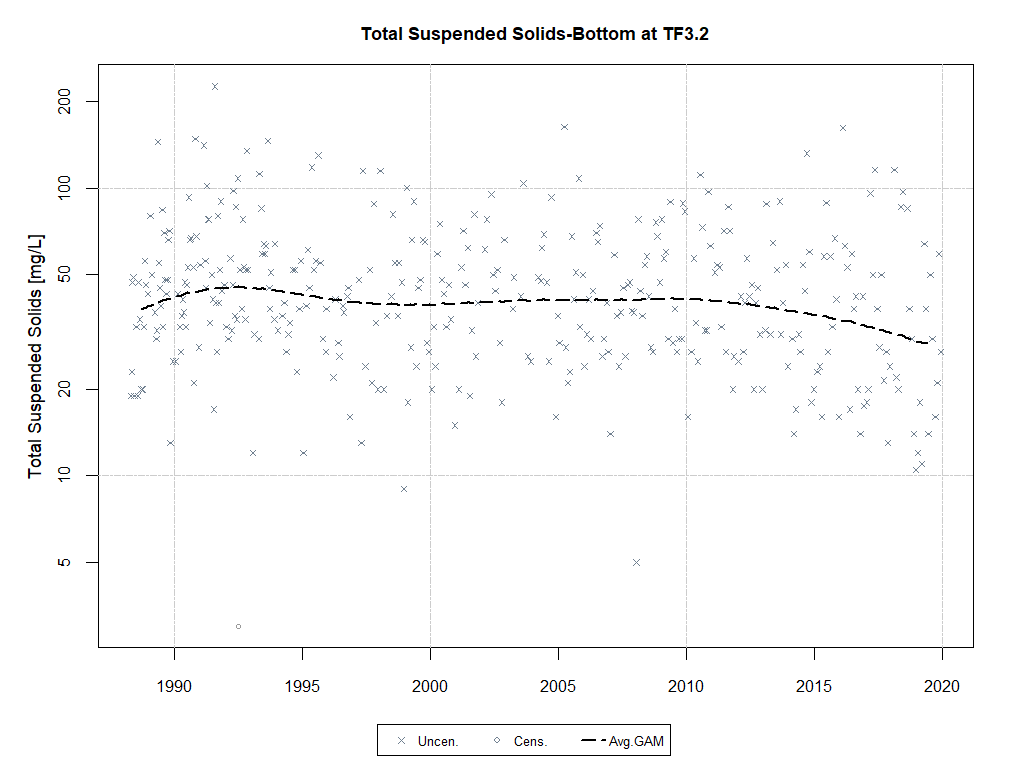 Total Suspended Solids-Bottom at TF3.2
Total Suspended Solids [mg/L]
200
100
50
20
10
5
1990 1995 2000 2005 2010 2015 2020
Uncen. Cens. Avg.GAM